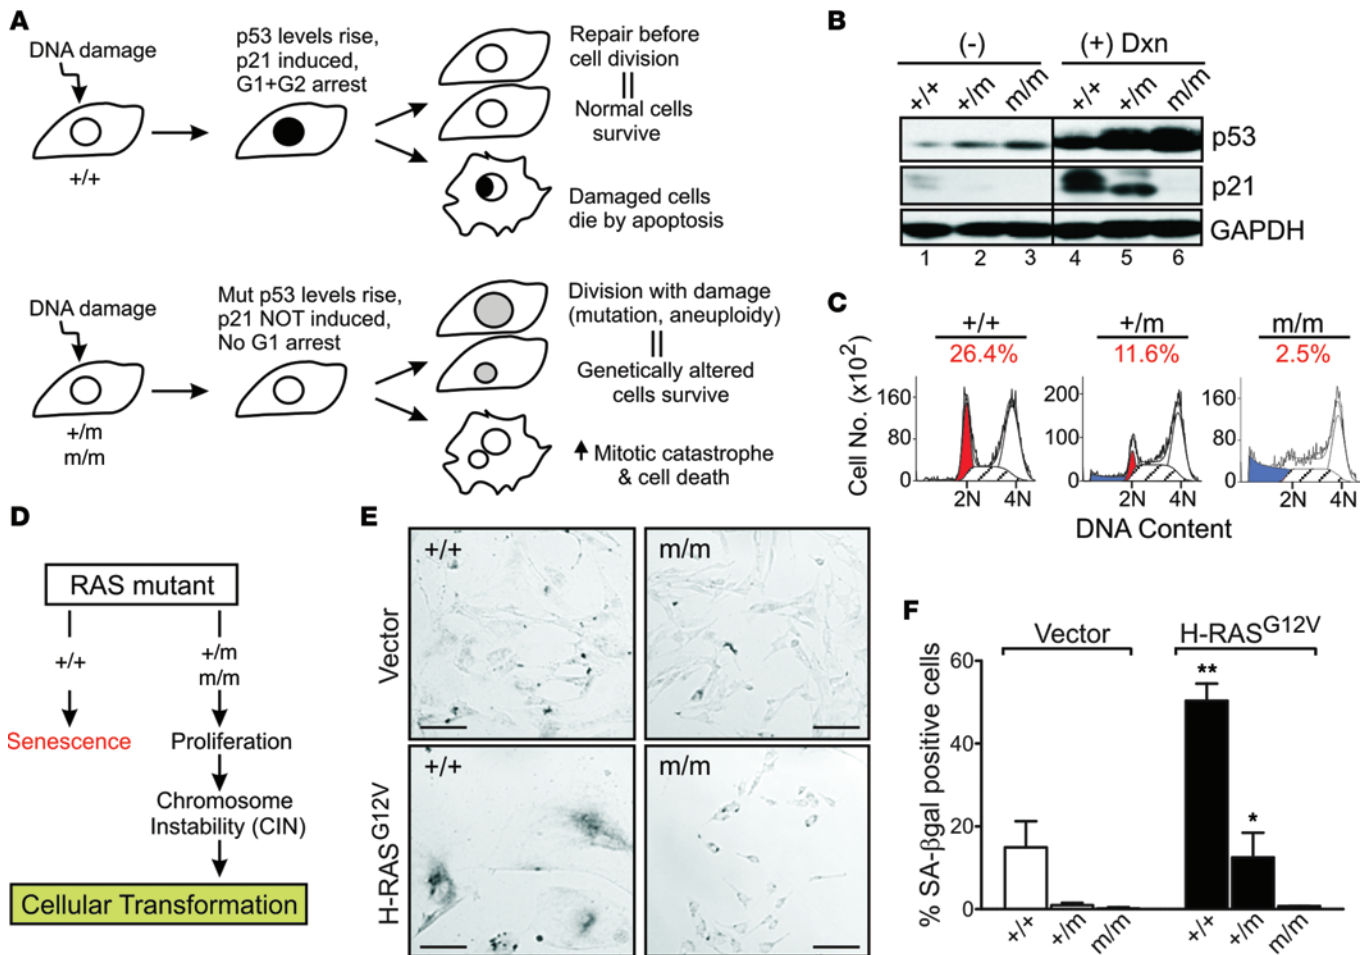 A
DNA damage
+/+
p53 levels rise,
p21 induced,
G1+G2 arrest
Repair before
cell division
Normal cells
survive
Damaged cells
die by apoptosis
DNA damage
+/m
m/m
Mut p53 levels rise,
p21 NOT induced,
No G1 arrest
Division with damage
(mutation, aneuploidy)
Genetically altered
cells survive
Mitotic catastrophe
& cell death
B
(-) (+) Dxn
+/+ +/m m/m +/+ +/m m/m
p53
p21
GAPDH
1 2 3 4 5 6
C
+/+ +/m m/m
26.4% 11.6% 2.5%
Cell No. (x10²)
160 80 0
200 100 0
160 80 0
2N 4N 2N 4N 2N 4N
DNA Content
D
RAS mutant
+/+
+/m
m/m
Senescence
Proliferation
Chromosome
Instability (CIN)
Cellular Transformation
E
Vector
+/+ m/m
H-RASG12V
+/+ m/m
F
Vector H-RASG12V
% SA-βgal positive cells
60
40
20
0
** *
+/+ +/m m/m +/+ +/m m/m